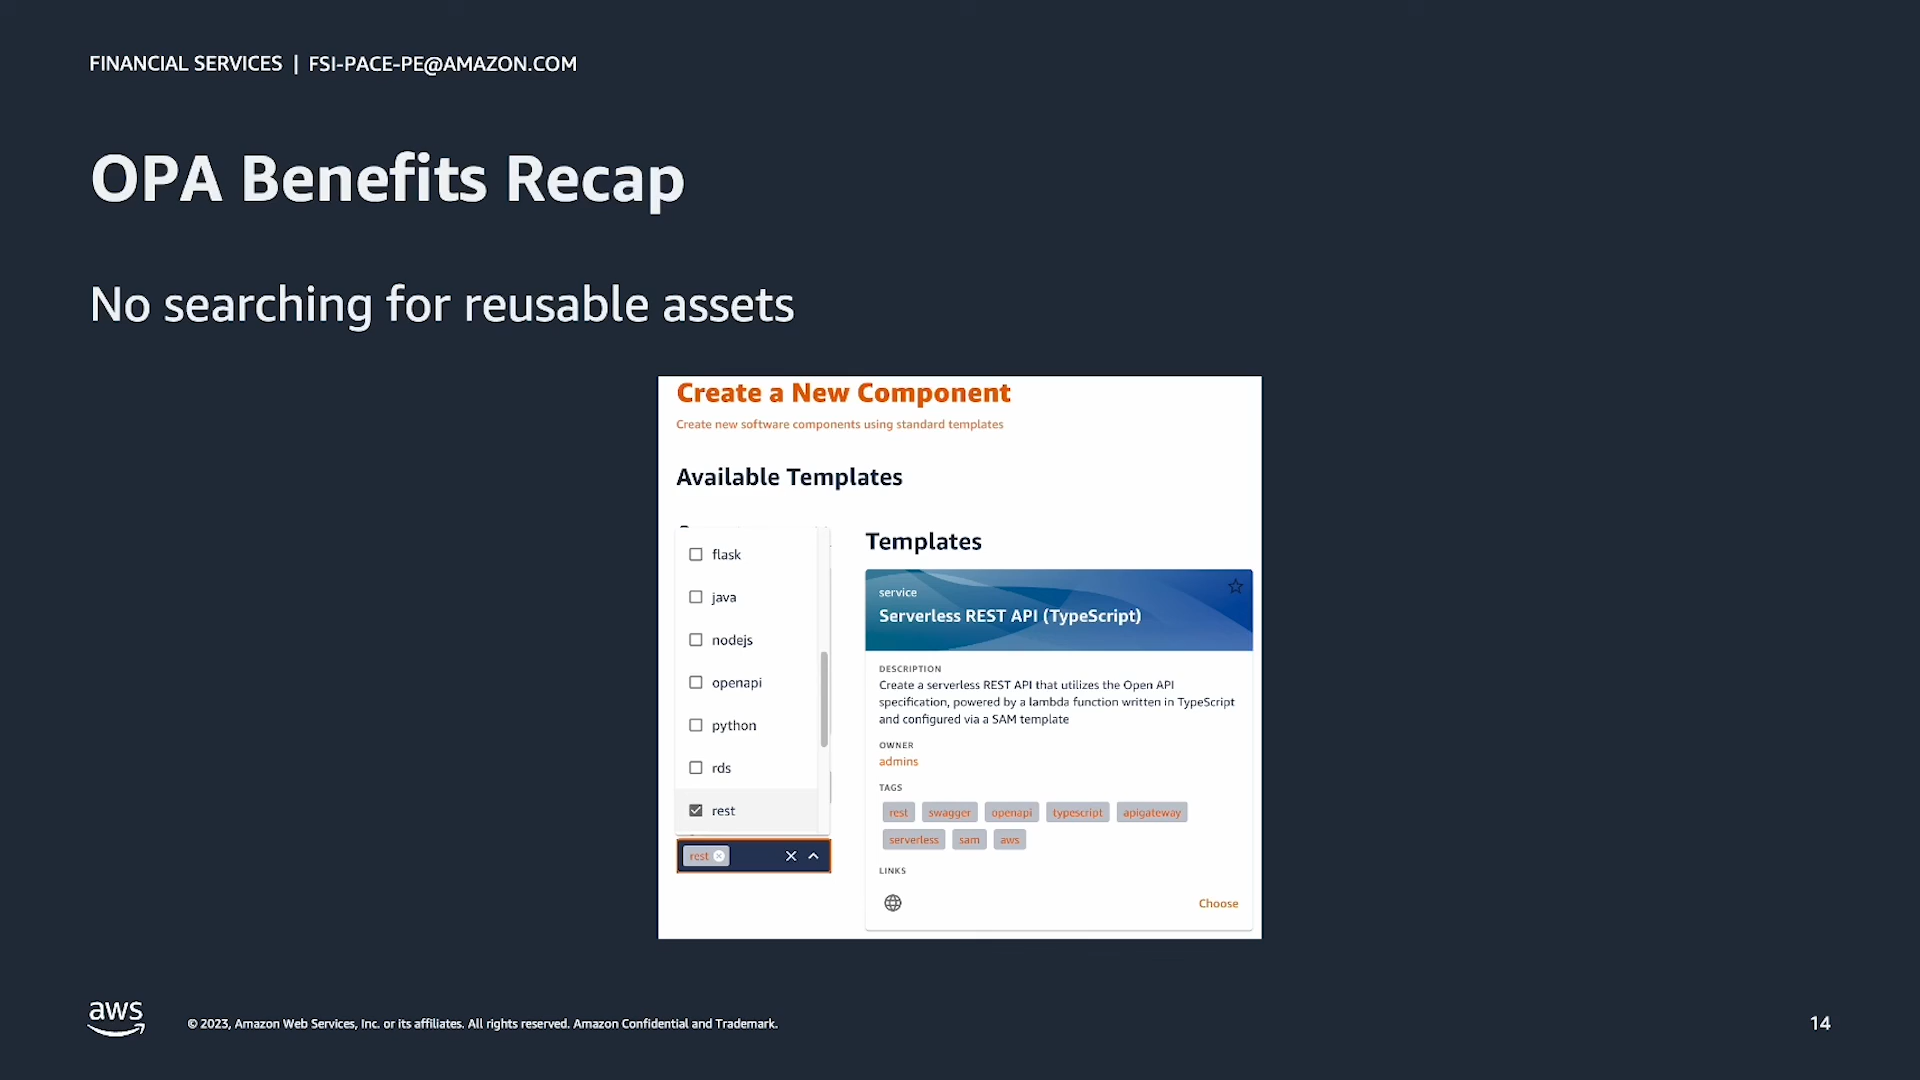 FINANCIAL SERVICES | FSI-PACE-PE@AMAZON.COM
OPA Benefits Recap
No searching for reusable assets
Create a New Component
Create new software components using standard templates
Available Templates
flask
java
nodejs
openapi
python
rds
rest
rest
Templates
service
Serverless REST API (TypeScript)
DESCRIPTION
Create a serverless REST API that utilizes the Open API
specification, powered by a lambda function written in TypeScript
and configured via a SAM template
OWNER
admins
TAGS
rest swagger openapi typescript apigateway
serverless sam aws
LINKS
Choose
aws
© 2023, Amazon Web Services, Inc. or its affiliates. All rights reserved. Amazon Confidential and Trademark.
14